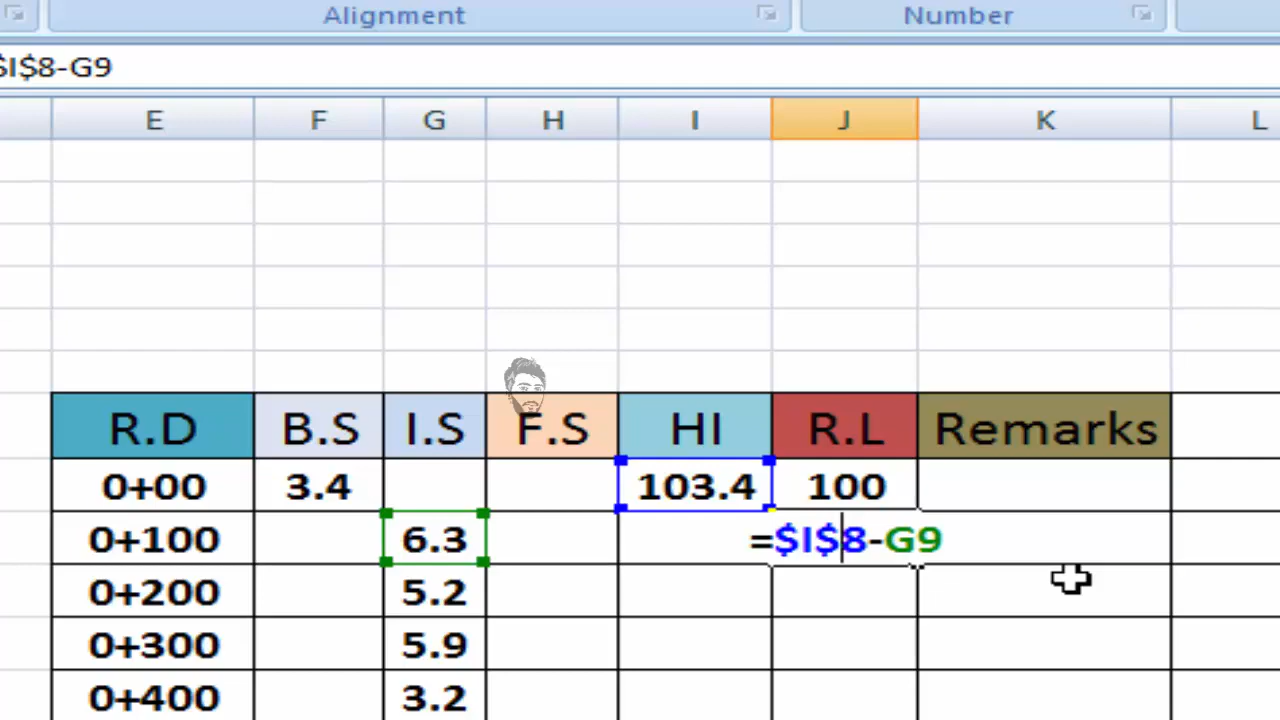 Alignment Number
$I$8-G9
E F G H I J K L
R.D B.S I.S F.S HI R.L Remarks
0+00 3.4 103.4 100
0+100 6.3 =$I$8-G9
0+200 5.2
0+300 5.9
0+400 3.2